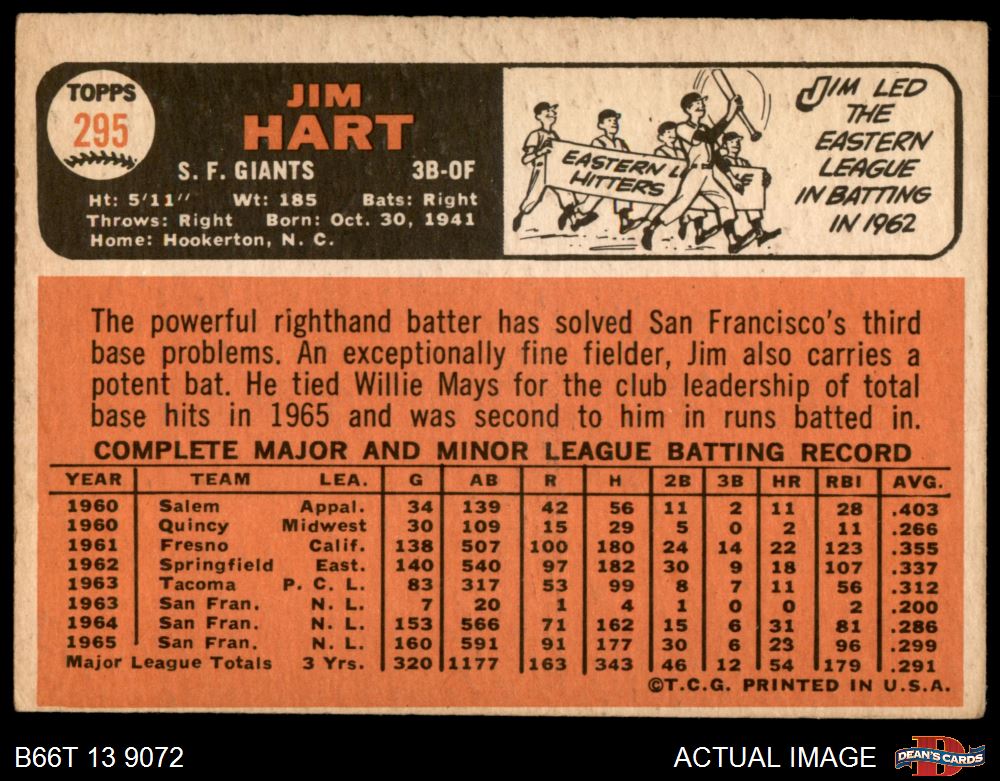 TOPPS
295
JIM
HART
S. F. GIANTS 3B-OF
Ht: 5'11" Wt: 185 Bats: Right
Throws: Right Born: Oct. 30, 1941
Home: Hookerton, N. C.
EASTERN L
HITTERS
JIM LED
THE
EASTERN
LEAGUE
IN BATTING
IN 1962
The powerful righthand batter has solved San Francisco's third
base problems. An exceptionally fine fielder, Jim also carries a
potent bat. He tied Willie Mays for the club leadership of total
base hits in 1965 and was second to him in runs batted in.
COMPLETE MAJOR AND MINOR LEAGUE BATTING RECORD
YEAR TEAM LEA. G AB R H 2B 3B HR RBI AVG.
1960 Salem Appal. 34 139 42 56 11 2 11 28 .403
1960 Quincy Midwest 30 109 15 29 5 0 2 11 .266
1961 Fresno Calif. 138 507 100 180 24 14 22 123 .355
1962 Springfield East. 140 540 97 182 30 9 18 107 .337
1963 Tacoma P. C. L. 83 317 53 99 8 7 11 56 .312
1963 San Fran. N. L. 7 20 1 4 1 0 0 2 .200
1964 San Fran. N. L. 153 566 71 162 15 6 31 81 .286
1965 San Fran. N. L. 160 591 91 177 30 6 23 96 .299
Major League Totals 3 Yrs. 320 1177 163 343 46 12 54 179 .291
©T.C.G. PRINTED IN U.S.A.
B66T 13 9072
ACTUAL IMAGE
DEAN'S CARDS